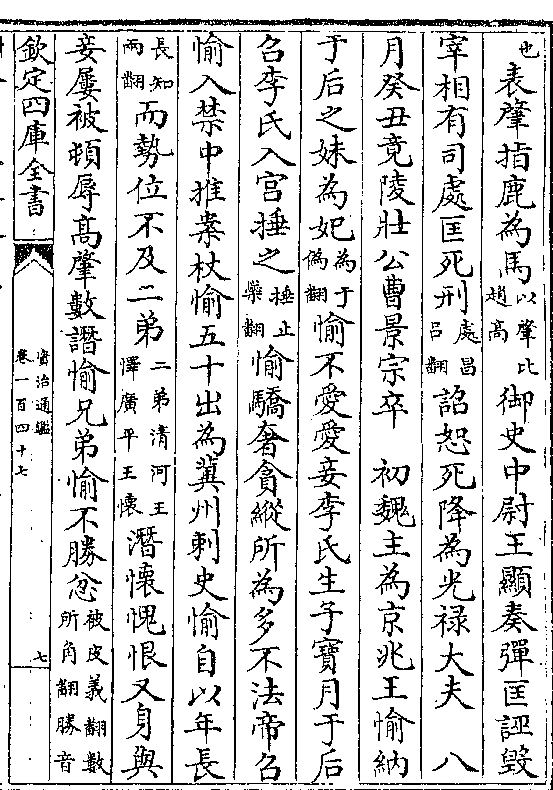 也表肇指鹿為馬以肇比趙高御史中尉王顯奏彈匡誣毀
宰相有司處匡死刑處昌呂翻詔恕死降為光祿大夫　八
月癸丑竟陵壯公曹景宗卒　初魏主為京兆王愉納
于后之妹為妃為于偽翻愉不愛愛妾李氏生子寶月于后
召李氏入宮捶之捶止橤翻愉驕奢貪縱所為多不法帝召
愉入禁中推案杖愉五十出為冀州刺史愉自以年長
長知兩翻而勢位不及二弟二弟清河王懌廣平王懷潛懷愧恨又身與
妾屢被頓辱高肇數譖愉兄弟愉不勝忿被皮義翻數所角翻勝音
欽定四庫全書
資治通鑑
卷一百四十七
七